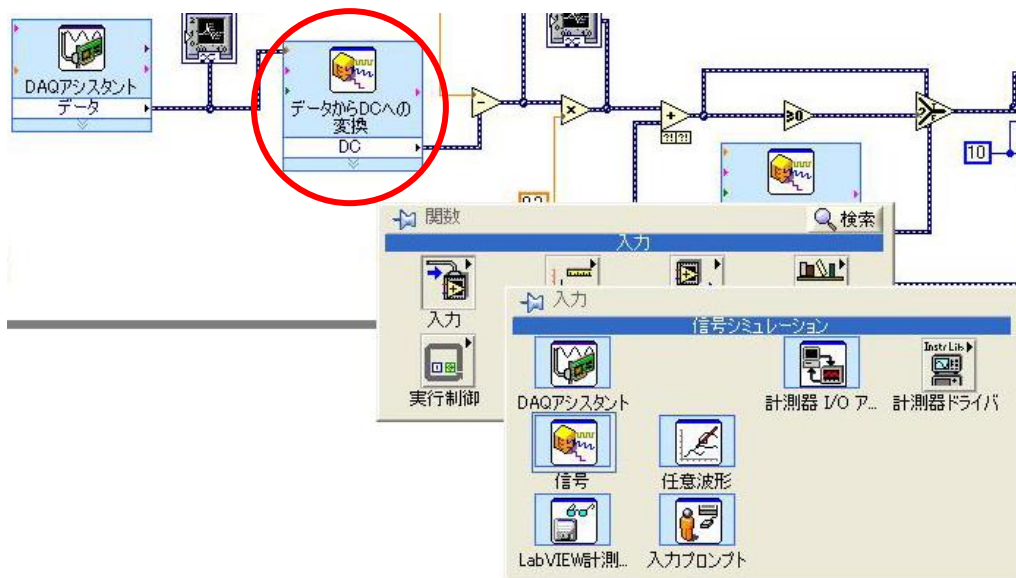 DAQアシスタント
データ
データからDCへの
変換
DC
10
関数
検索
入力
入力
実行制御
入力
信号シミュレーション
DAQアシスタント
計測器 I/O ア...
Instr Lib
計測器ドライバ
信号
任意波形
LabVIEW計測...
入力プロンプト